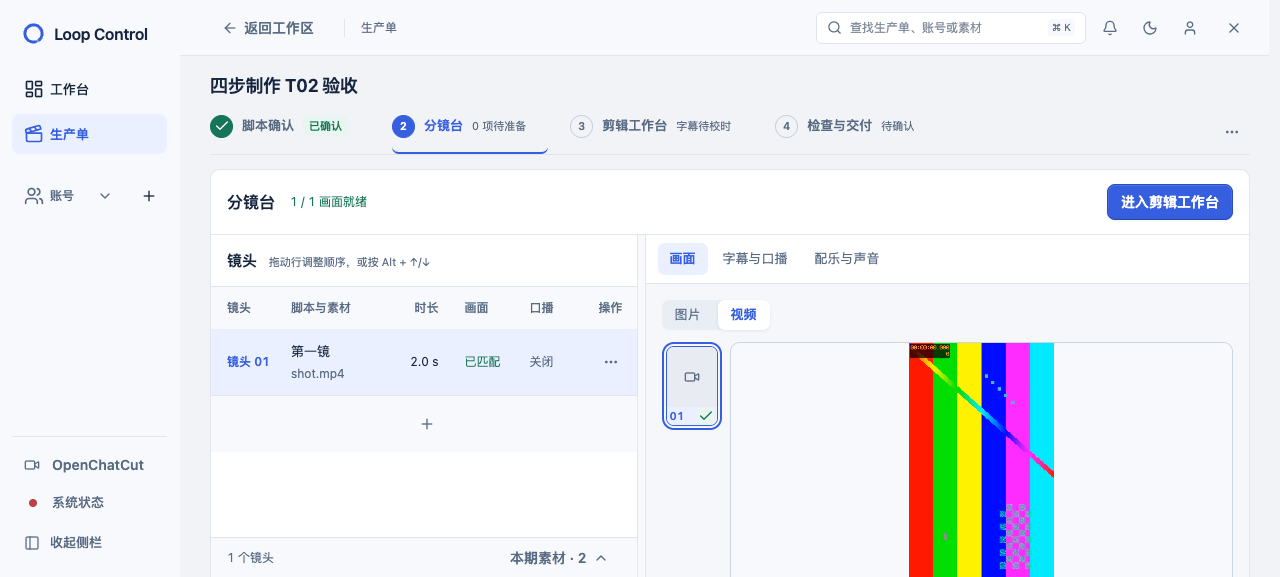 Loop Control
工作台
生产单
账号
OpenChatCut
系统状态
收起侧栏
返回工作区
生产单
查找生产单、账号或素材
⌘ K
四步制作 T02 验收
脚本确认 已确认
2 分镜台 0 项待准备
3 剪辑工作台 字幕待校时
4 检查与交付 待确认
分镜台 1 / 1 画面就绪
进入剪辑工作台
镜头 拖动行调整顺序，或按 Alt + ↑/↓
镜头 脚本与素材 时长 画面 口播 操作
镜头 01 第一镜 2.0 s 已匹配 关闭
shot.mp4
1 个镜头
本期素材 · 2
画面 字幕与口播 配乐与声音
图片 视频
01
00:00:00.000
0